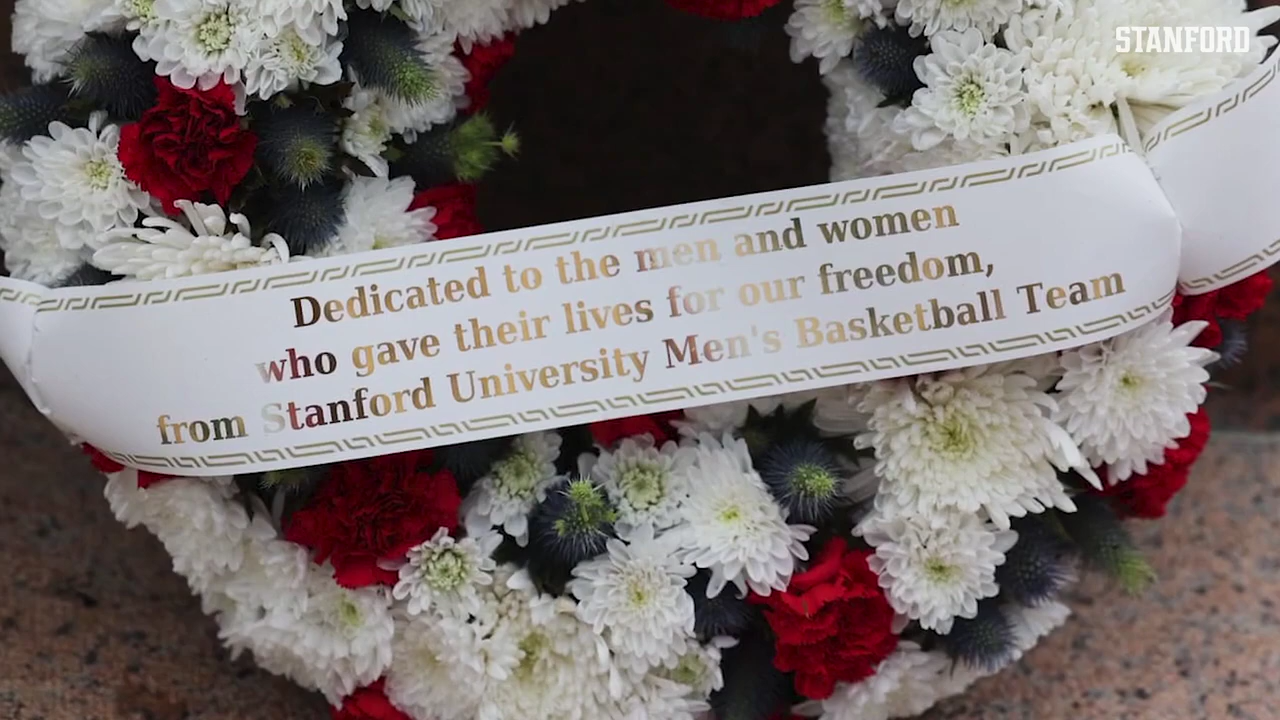 STANFORD
Dedicated to the men and women
who gave their lives for our freedom,
from Stanford University Men's Basketball Team